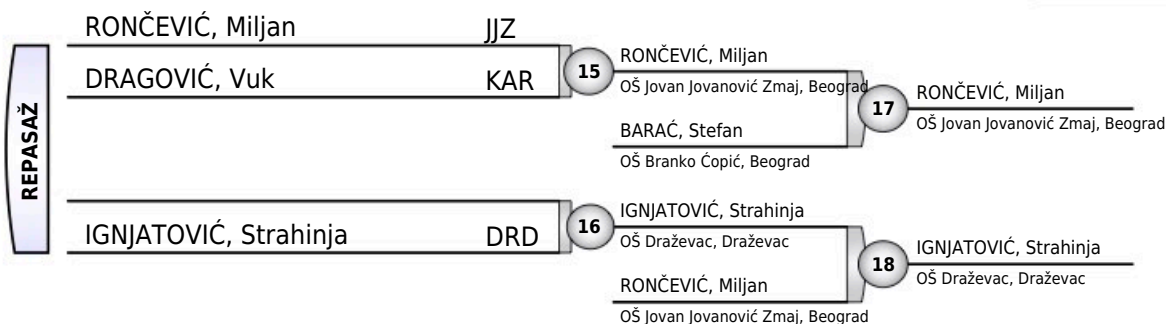 REPASAŽ
RONČEVIĆ, Miljan JJZ
DRAGOVIĆ, Vuk KAR
15
RONČEVIĆ, Miljan
OŠ Jovan Jovanović Zmaj, Beograd
BARAĆ, Stefan
OŠ Branko Ćopić, Beograd
17
RONČEVIĆ, Miljan
OŠ Jovan Jovanović Zmaj, Beograd
IGNJATOVIĆ, Strahinja DRD
16
IGNJATOVIĆ, Strahinja
OŠ Draževac, Draževac
RONČEVIĆ, Miljan
OŠ Jovan Jovanović Zmaj, Beograd
18
IGNJATOVIĆ, Strahinja
OŠ Draževac, Draževac